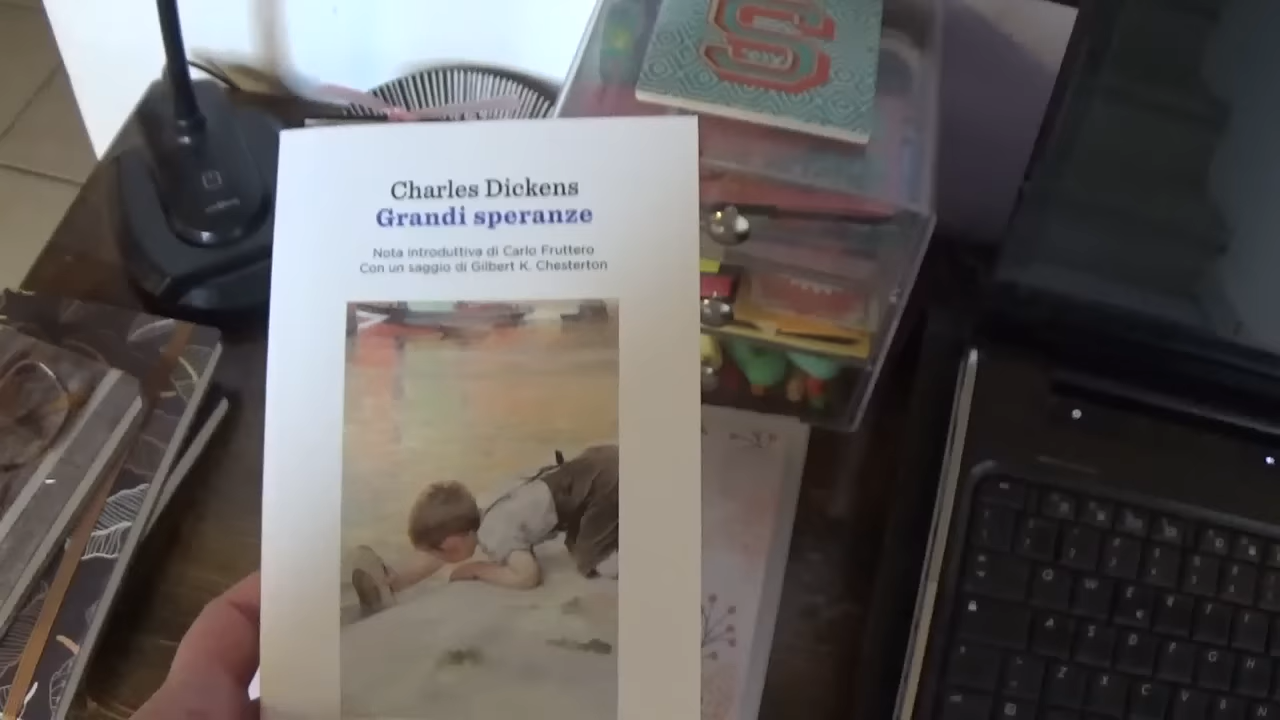 S
Charles Dickens
Grandi speranze
Nota introduttiva di Carlo Fruttero
Con un saggio di Gilbert K. Chesterton